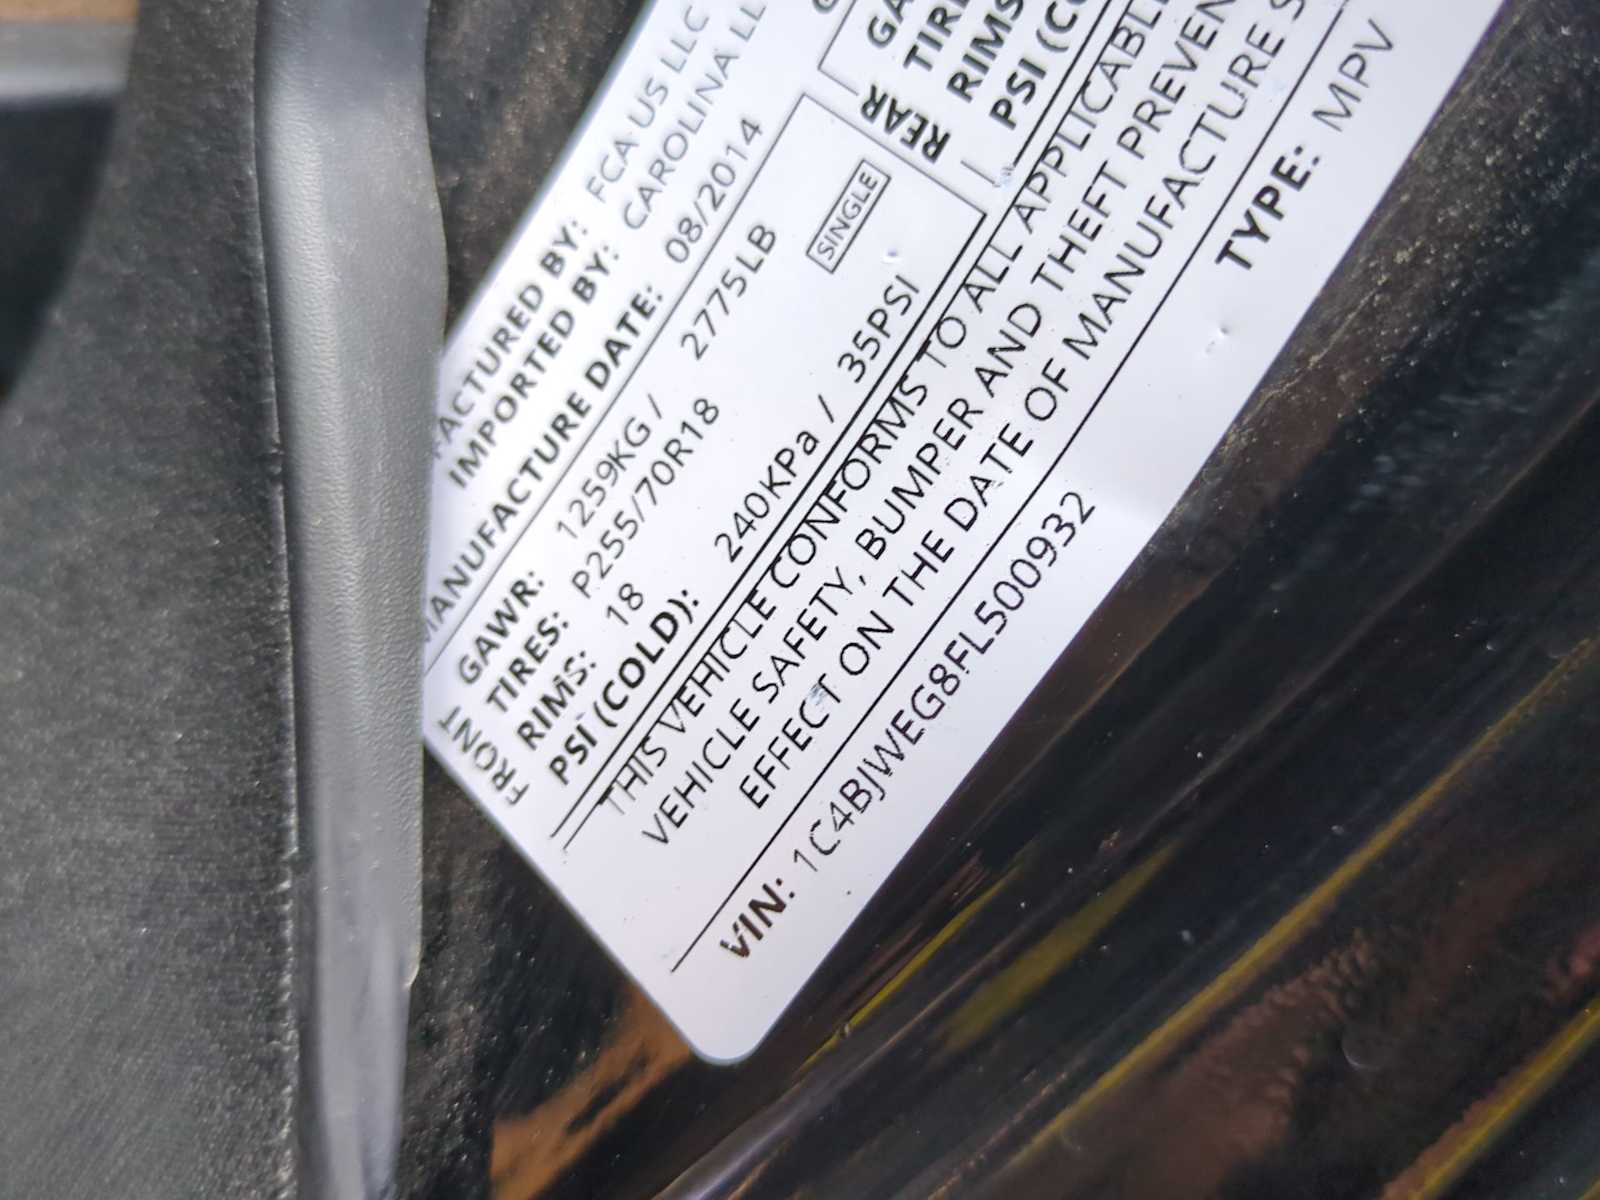 FACTURED BY: FCA US LLC
IMPORTED BY: CAROLINA LL
MANUFACTURE DATE: 08/2014
FRONT
GAWR: 1259KG / 2775LB
TIRES: P255/70R18
RIMS: 18
SINGLE
PSI (COLD): 240KPa / 35PSI
REAR
GA
TIRE
RIMS
PSI (CO
THIS VEHICLE CONFORMS TO ALL APPLICABL
VEHICLE SAFETY, BUMPER AND THEFT PREVEN
EFFECT ON THE DATE OF MANUFACTURE S
VIN: 1C4BJWEG8FL500932
TYPE: MPV